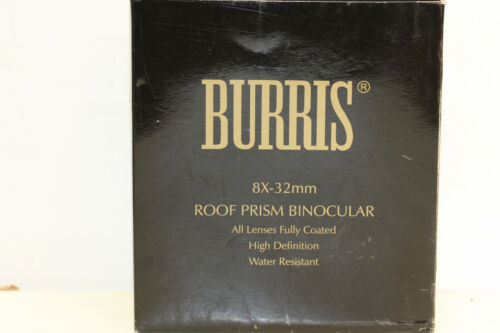 BURRIS®
8X-32mm
ROOF PRISM BINOCULAR
All Lenses Fully Coated
High Definition
Water Resistant